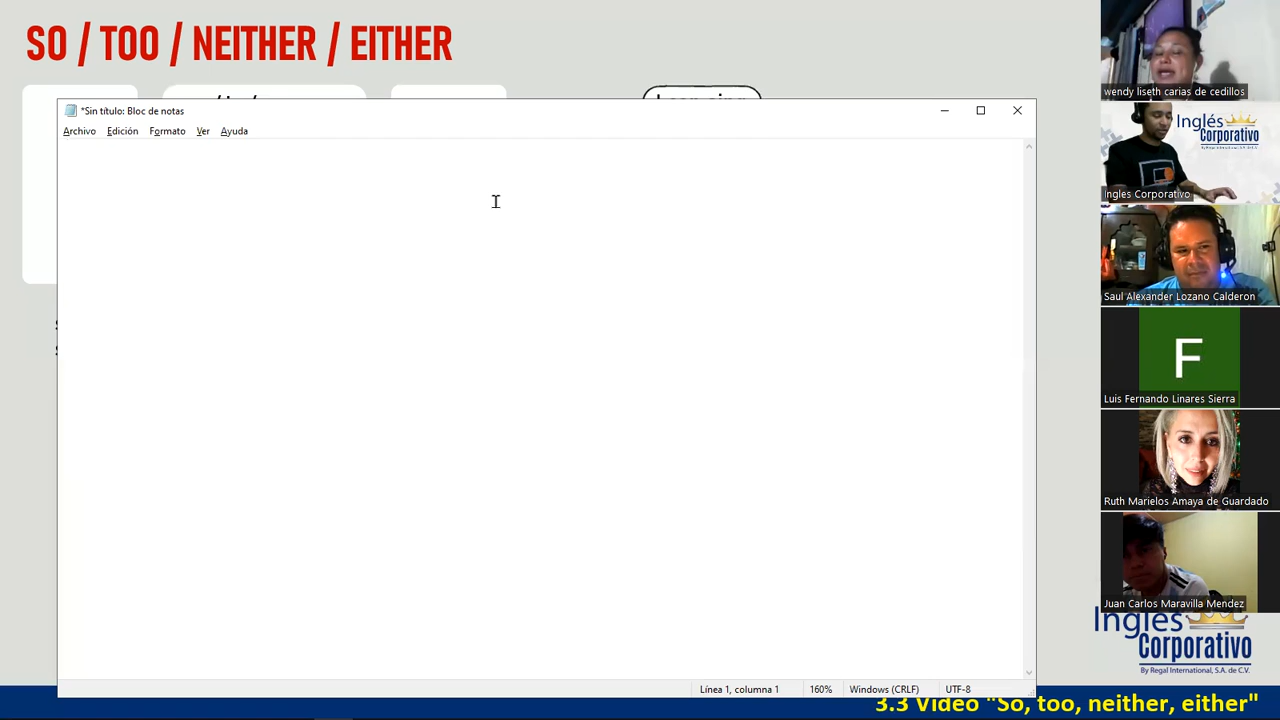 SO / TOO / NEITHER / EITHER
*Sin título: Bloc de notas
Archivo Edición Formato Ver Ayuda
Línea 1, columna 1 160% Windows (CRLF) UTF-8
3.3 Video "So, too, neither, either"
wendy liseth carias de cedillos
Inglés
Corporativo
Ingles Corporativo
Saul Alexander Lozano Calderon
F
Luis Fernando Linares Sierra
Ruth Marielos Amaya de Guardado
Juan Carlos Maravilla Mendez
Inglés
Corporativo
By Regal International, S.A. de C.V.